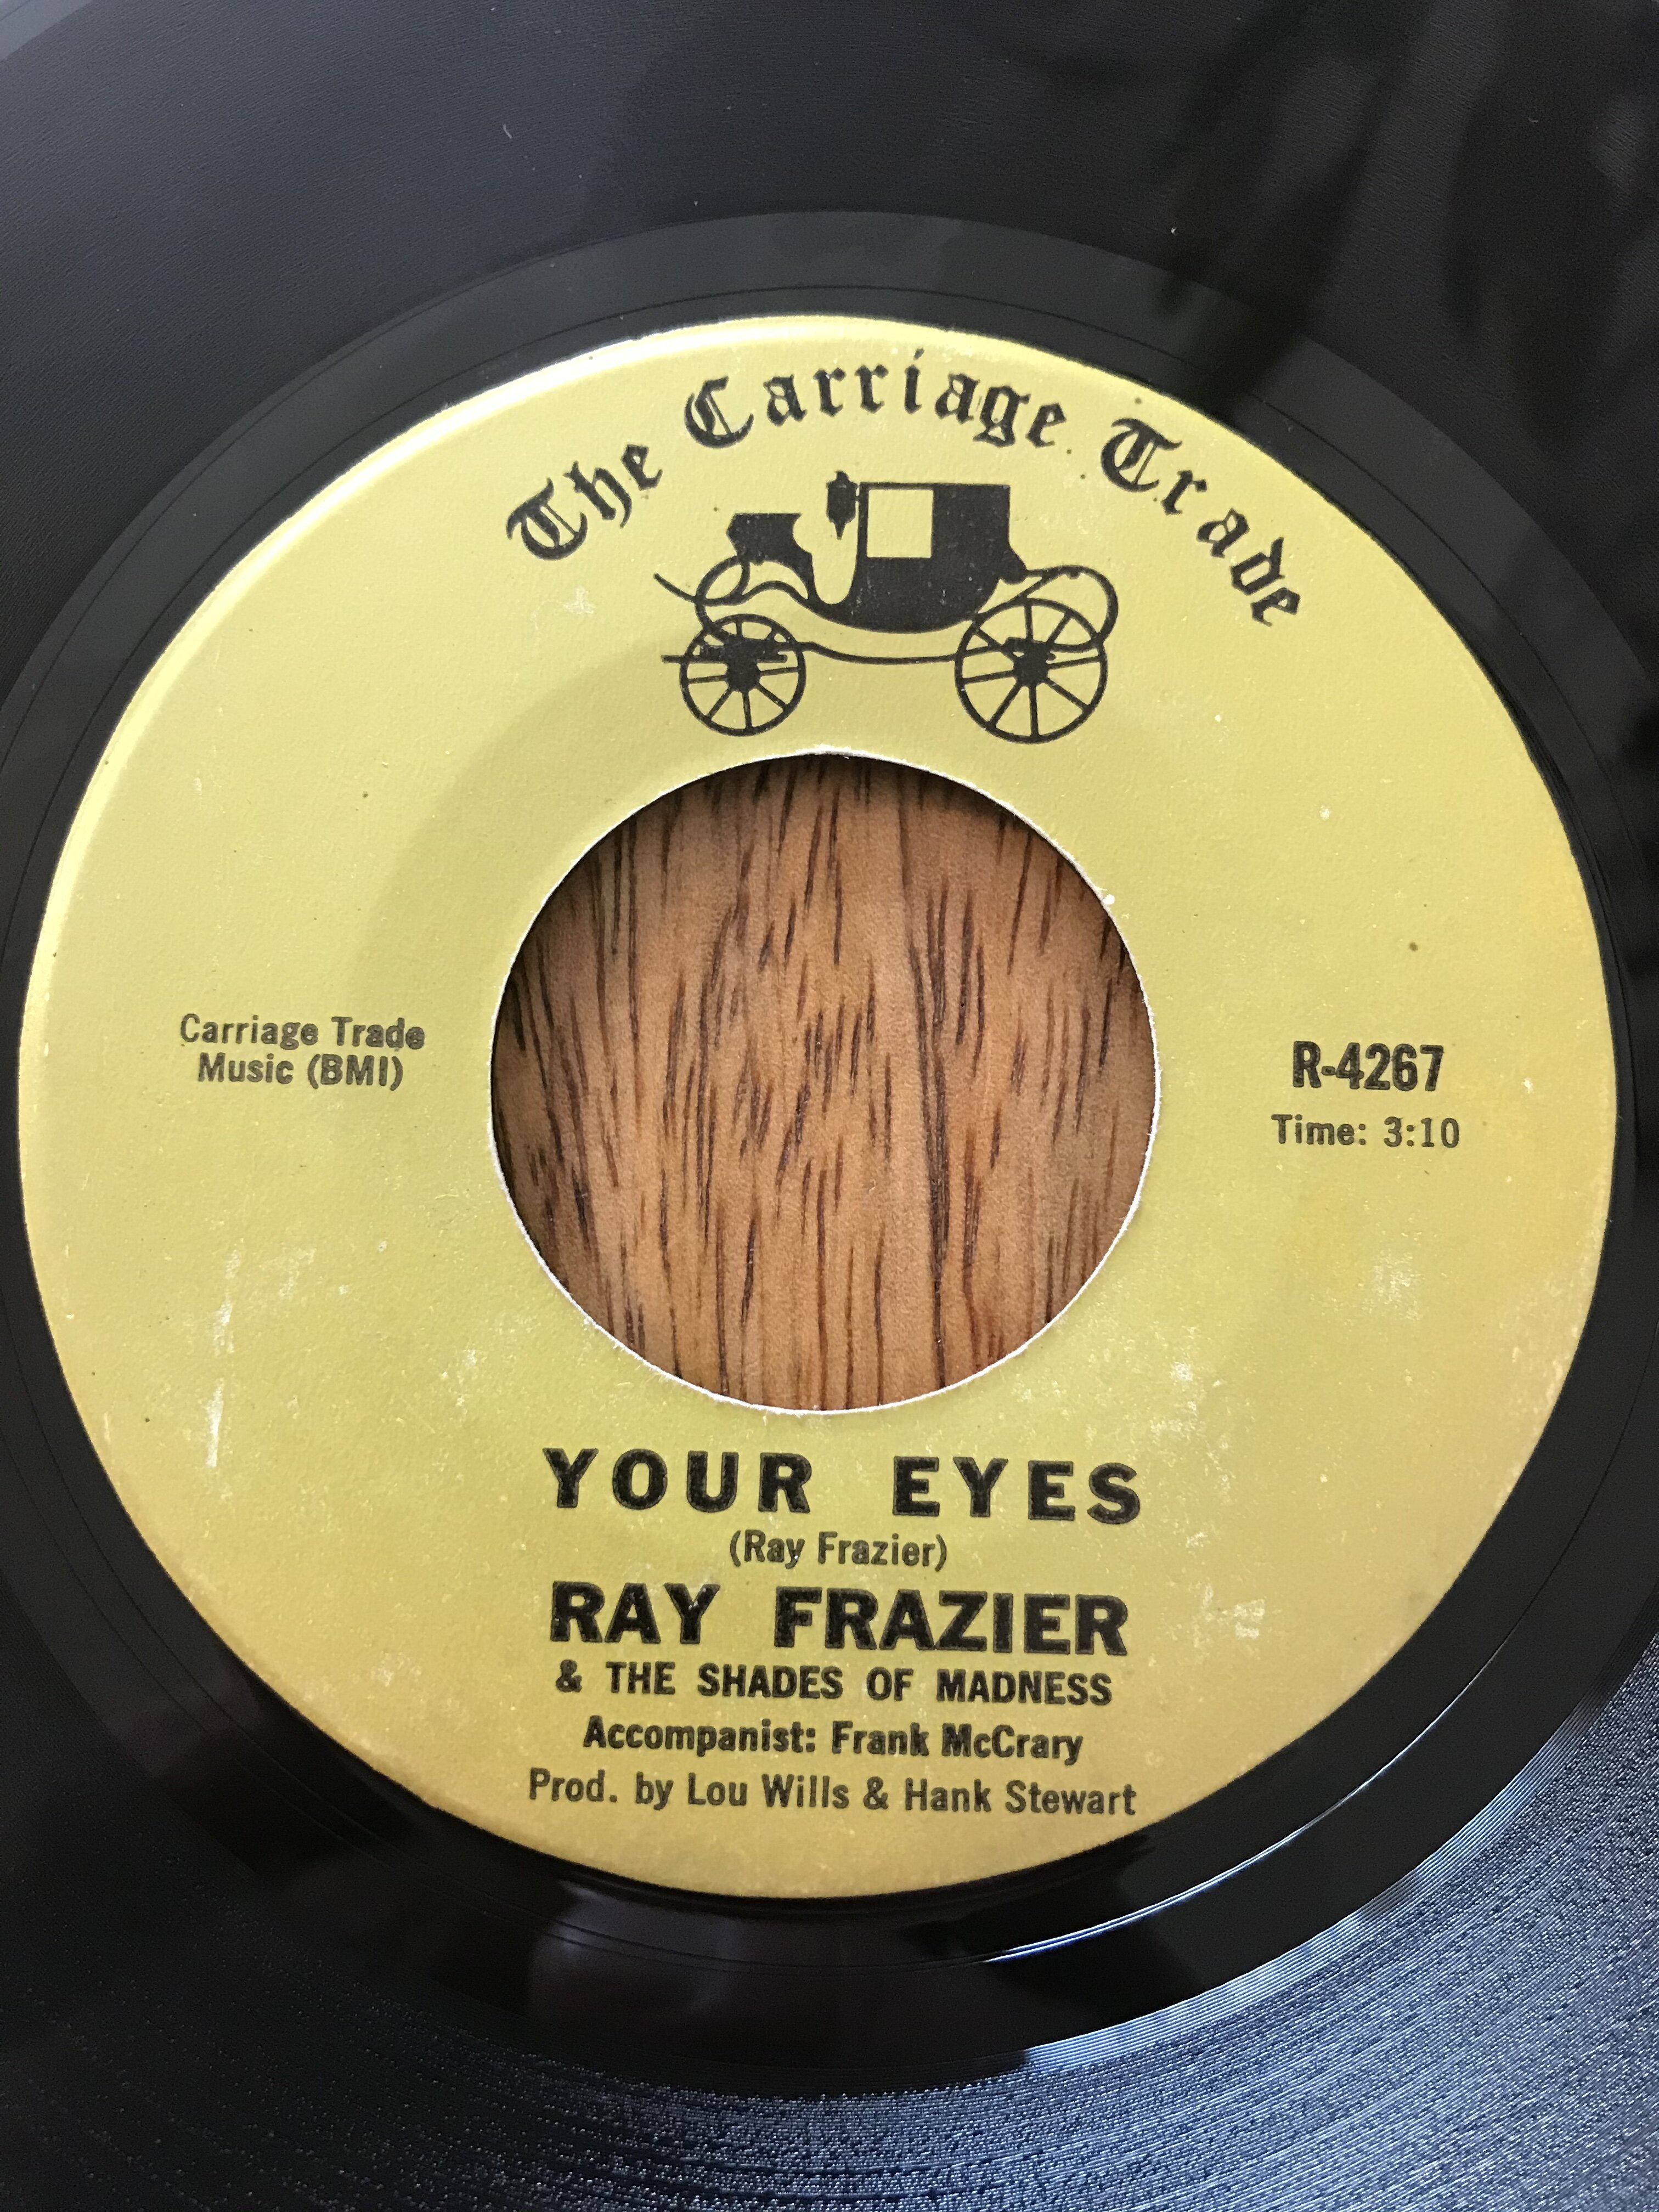 The Carriage Trade
Carriage Trade
Music (BMI)
R-4267
Time: 3:10
YOUR EYES
(Ray Frazier)
RAY FRAZIER
& THE SHADES OF MADNESS
Accompanist: Frank McCrary
Prod. by Lou Wills & Hank Stewart